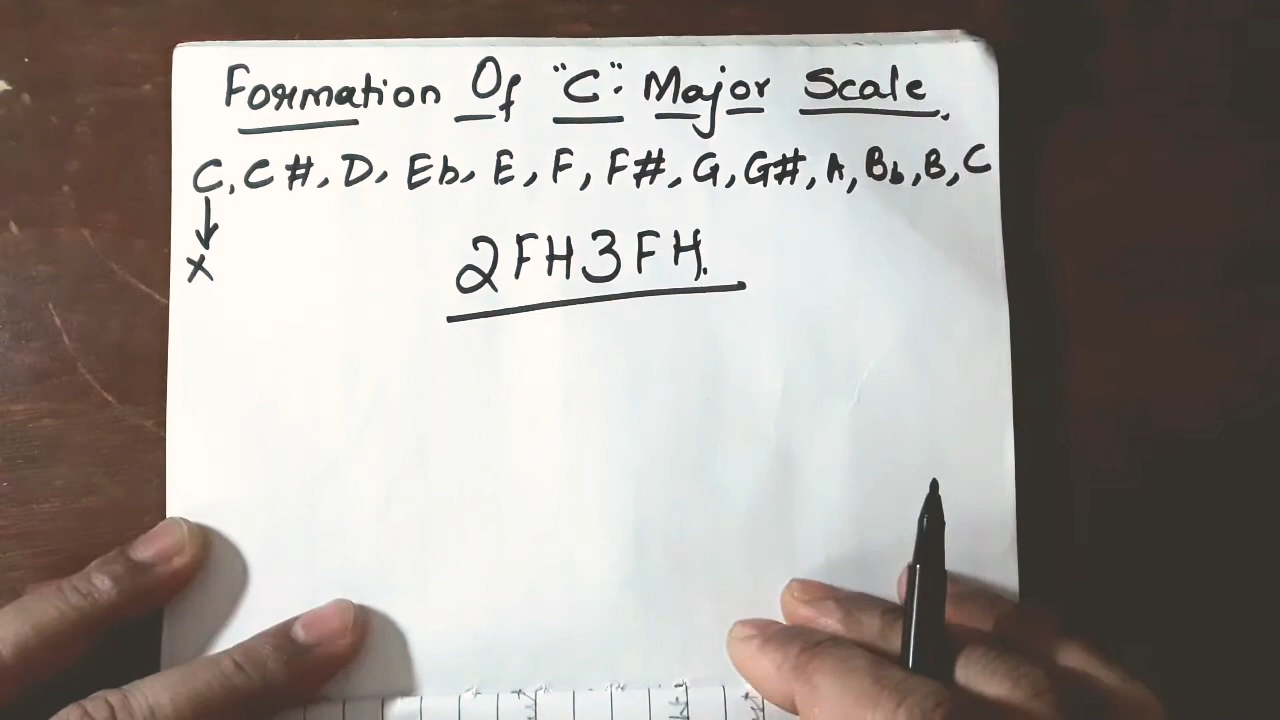 Formation Of "C". Major Scale.
C, C#, D, Eb, E, F, F#, G, G#, A, Bb, B, C
x
2FH3FH.